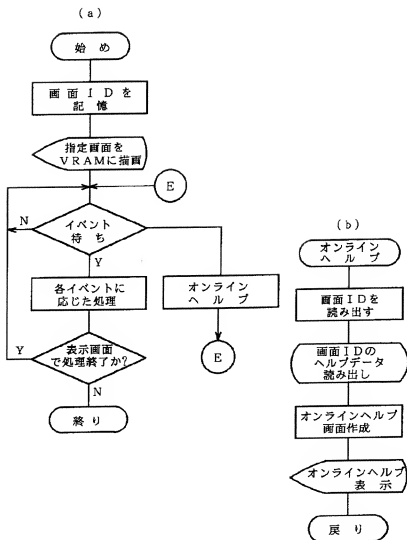 (a)
始め
画面IDを
記憶
指定画面を
VRAMに描画
E
N
イベント
待ち
Y
各イベントに
応じた処理
オンライン
ヘルプ
E
Y
表示画面
で処理終了か?
N
終り
(b)
オンライン
ヘルプ
画面IDを
読み出す
画面IDの
ヘルプデータ
読み出し
オンラインヘルプ
画面作成
オンラインヘルプ
表示
戻り